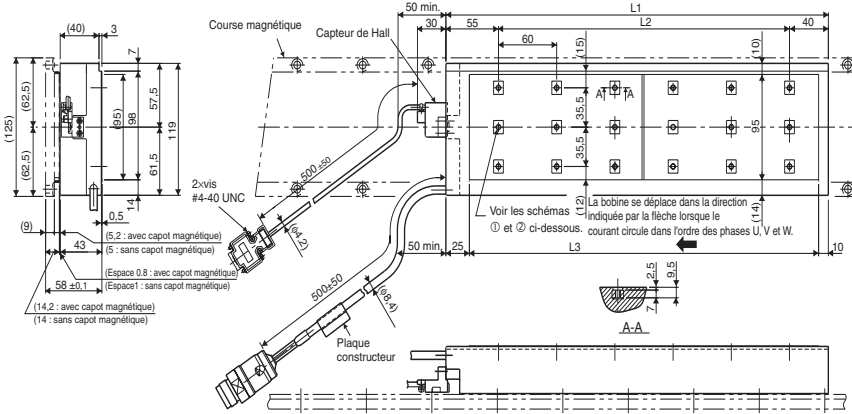 50 min.
L1
(40)
3
30
55
L2
40
Course magnétique
60
Capteur de Hall
(15)
(10)
7
(125)
(62,5)
(62,5)
(95)
98
57,5
119
61,5
14
A
A
35,5
35,5
95
500±50
2×vis
#4-40 UNC
(ϕ4,2)
(12)
(14)
Voir les schémas
① et ② ci-dessous.
La bobine se déplace dans la direction
indiquée par la flèche lorsque le
courant circule dans l'ordre des phases U, V et W.
0,5
(9)
(5,2 : avec capot magnétique)
(5 : sans capot magnétique)
43
50 min.
25
L3
10
(Espace 0.8 : avec capot magnétique)
(Espace1 : sans capot magnétique)
58 ±0,1
(14,2 : avec capot magnétique)
(14 : sans capot magnétique)
500±50
(ϕ8,4)
2,5
9,5
7
A-A
Plaque
constructeur